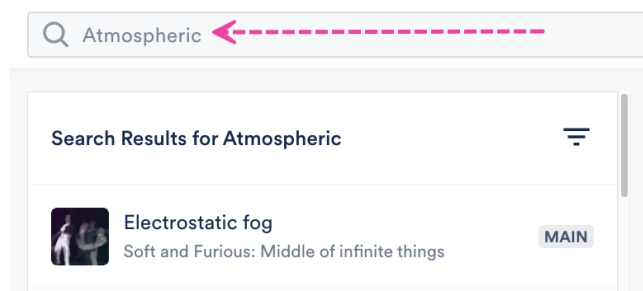 Atmospheric
Search Results for Atmospheric
Electrostatic fog
MAIN
Soft and Furious: Middle of infinite things